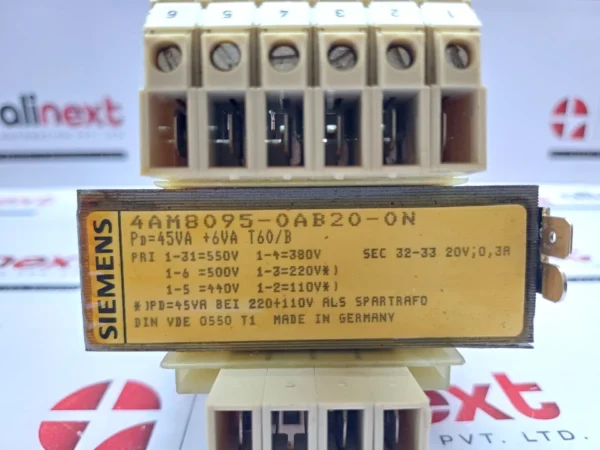 6 5 4 3 2 1
alinext
SIEMENS
4AM8095-0AB20-0N
PD=45VA +6VA T60/B
PRI 1-31=550V 1-4=380V SEC 32-33 20V;0,3A
1-6 =500V 1-3=220V*)
1-5 =440V 1-2=110V*)
*)PD=45VA BEI 220+110V ALS SPARTRAFO
DIN VDE 0550 T1 MADE IN GERMANY
next
PVT. LTD.